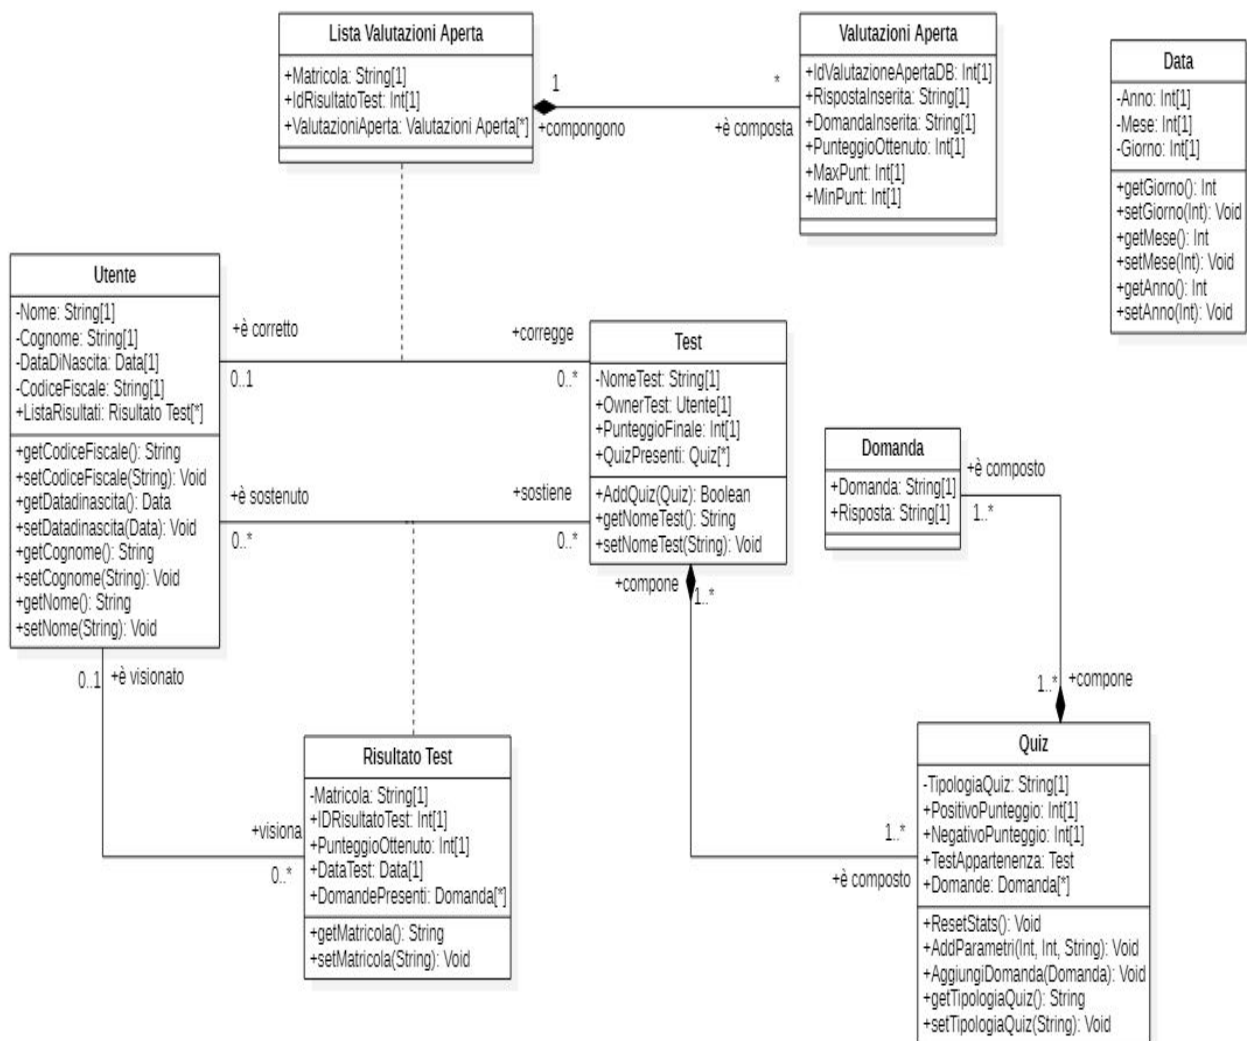 Lista Valutazioni Aperta
+Matricola: String[1]
+IdRisultatoTest: Int[1]
+ValutazioniAperta: Valutazioni Aperta[*]
1
+compongono
*
+è composta
Valutazioni Aperta
+IdValutazioneApertaDB: Int[1]
+RispostaInserita: String[1]
+DomandaInserita: String[1]
+PunteggioOttenuto: Int[1]
+MaxPunt: Int[1]
+MinPunt: Int[1]
Data
-Anno: Int[1]
-Mese: Int[1]
-Giorno: Int[1]
+getGiorno(): Int
+setGiorno(Int): Void
+getMese(): Int
+setMese(Int): Void
+getAnno(): Int
+setAnno(Int): Void
Utente
-Nome: String[1]
-Cognome: String[1]
-DataDiNascita: Data[1]
-CodiceFiscale: String[1]
+ListaRisultati: Risultato Test[*]
+getCodiceFiscale(): String
+setCodiceFiscale(String): Void
+getDatadinascita(): Data
+setDatadinascita(Data): Void
+getCognome(): String
+setCognome(String): Void
+getNome(): String
+setNome(String): Void
+è corretto
0..1
+corregge
0..*
+è sostenuto
0..*
+sostiene
0..*
Test
-NomeTest: String[1]
+OwnerTest: Utente[1]
+PunteggioFinale: Int[1]
+QuizPresenti: Quiz[*]
+AddQuiz(Quiz): Boolean
+getNomeTest(): String
+setNomeTest(String): Void
+compone
1..*
Domanda
+Domanda: String[1]
+Risposta: String[1]
+è composto
1..*
1..*
+compone
0..1
+è visionato
+visiona
0..*
Risultato Test
-Matricola: String[1]
+IDRisultatoTest: Int[1]
+PunteggioOttenuto: Int[1]
+DataTest: Data[1]
+DomandePresenti: Domanda[*]
+getMatricola(): String
+setMatricola(String): Void
1..*
+è composto
Quiz
-TipologiaQuiz: String[1]
+PositivoPunteggio: Int[1]
+NegativoPunteggio: Int[1]
+TestAppartenenza: Test
+Domande: Domanda[*]
+ResetStats(): Void
+AddParametri(Int, Int, String): Void
+AggiungiDomanda(Domanda): Void
+getTipologiaQuiz(): String
+setTipologiaQuiz(String): Void